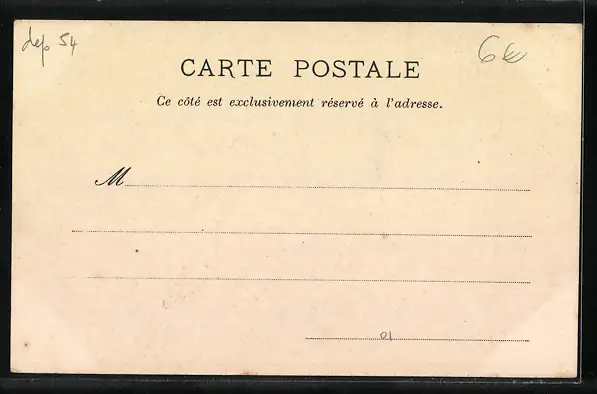 dep 54
6€
CARTE POSTALE
Ce côté est exclusivement réservé à l'adresse.
M
01